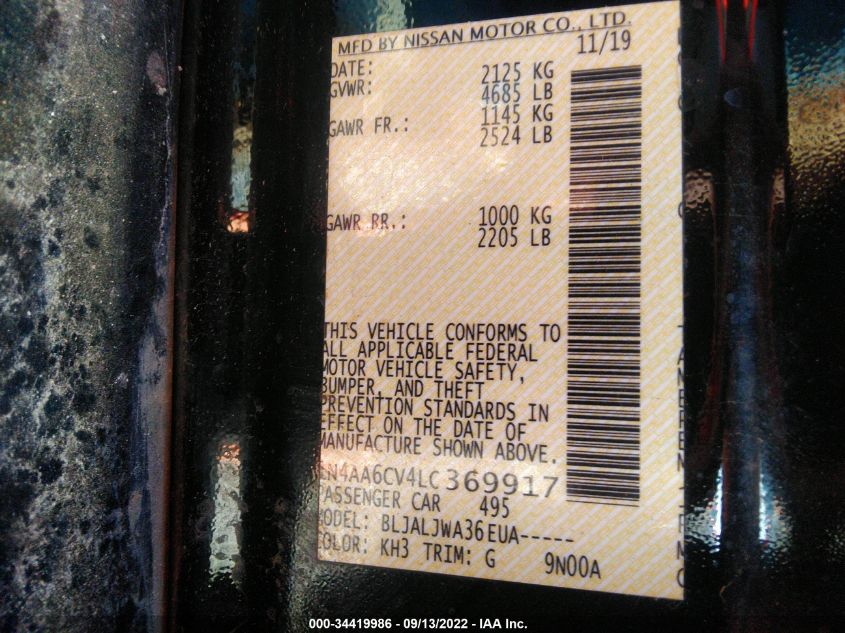 MFD BY NISSAN MOTOR CO., LTD.
11/19
DATE:
GVWR: 2125 KG
4685 LB
GAWR FR.: 1145 KG
2524 LB
GAWR RR.: 1000 KG
2205 LB
THIS VEHICLE CONFORMS TO
ALL APPLICABLE FEDERAL
MOTOR VEHICLE SAFETY,
BUMPER, AND THEFT
PREVENTION STANDARDS IN
EFFECT ON THE DATE OF
MANUFACTURE SHOWN ABOVE.
1N4AA6CV4LC369917
PASSENGER CAR 495
MODEL: BLJALJWA36EUA-----
COLOR: KH3 TRIM: G 9N00A
000-34419986 - 09/13/2022 - IAA Inc.